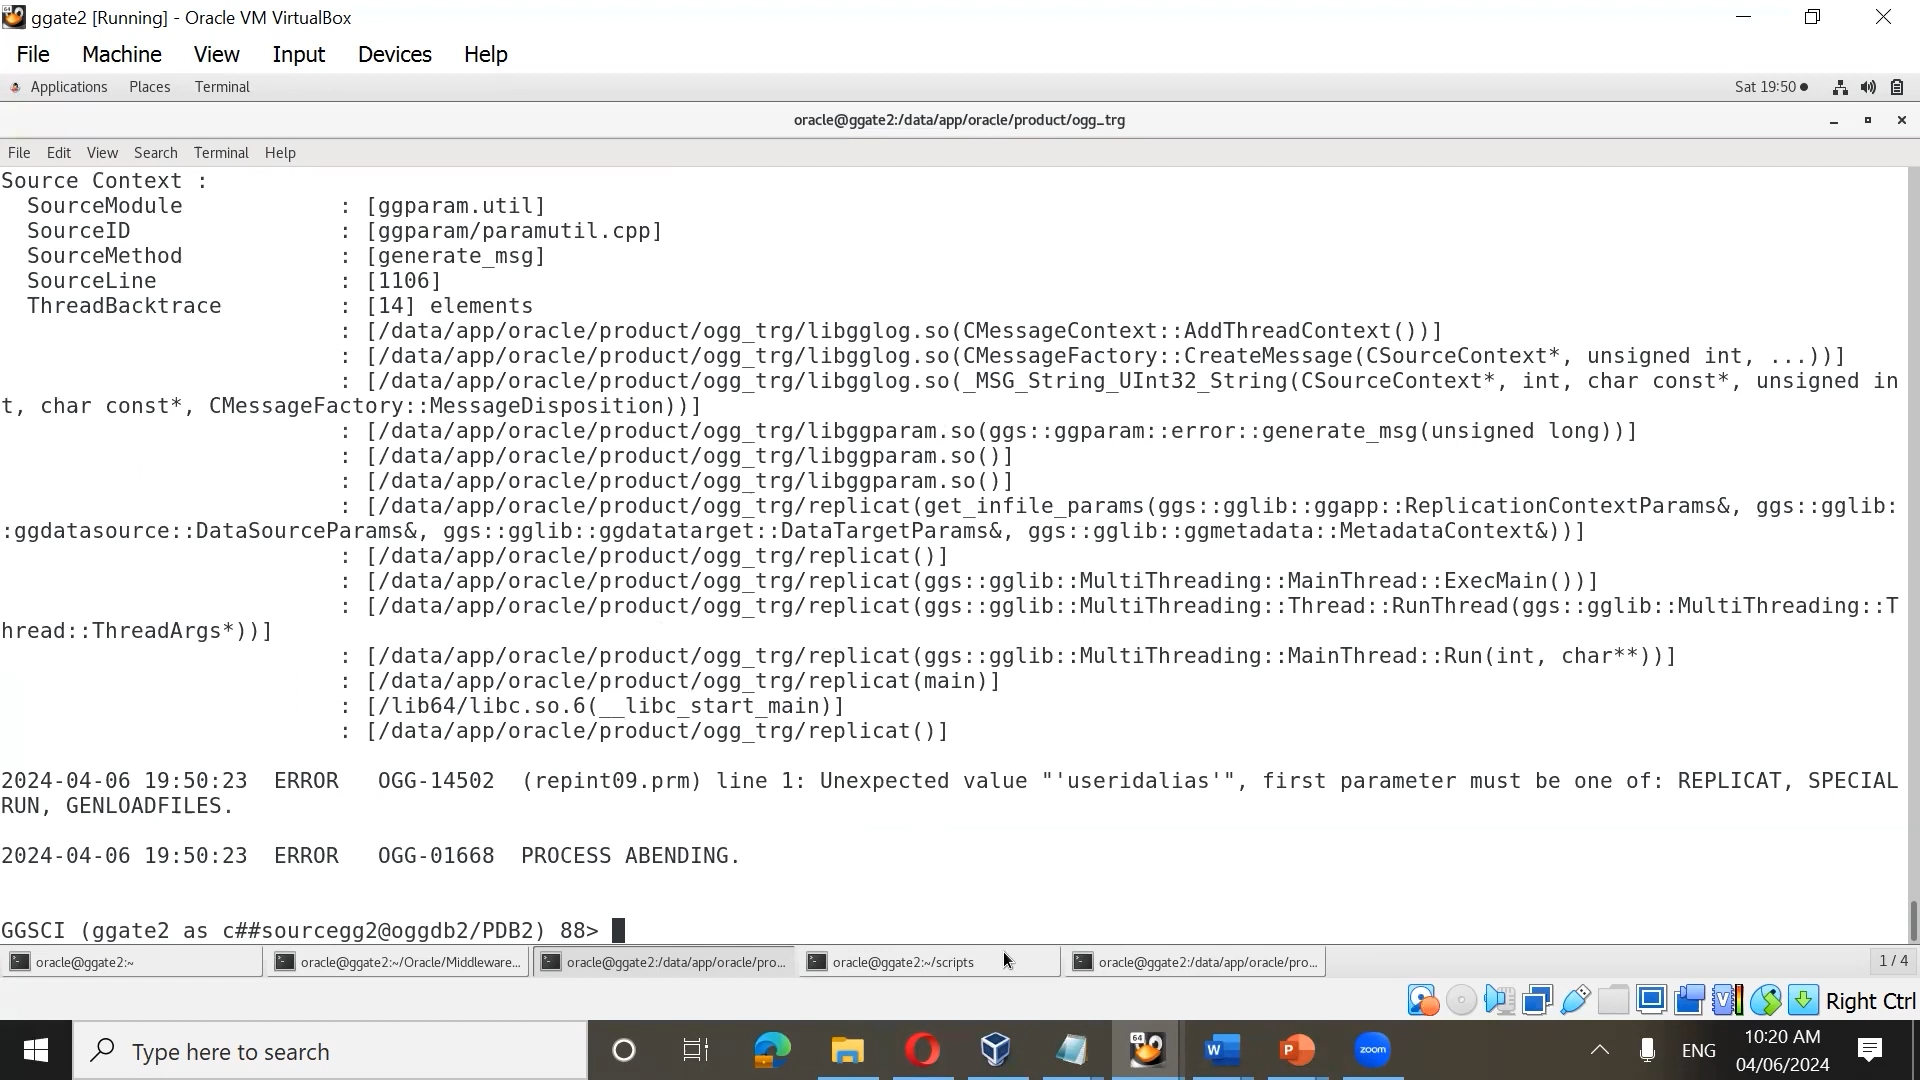 ggate2 [Running] - Oracle VM VirtualBox
File Machine View Input Devices Help
Applications Places Terminal Sat 19:50
oracle@ggate2:/data/app/oracle/product/ogg_trg
File Edit View Search Terminal Help
Source Context :
SourceModule : [ggparam.util]
SourceID : [ggparam/paramutil.cpp]
SourceMethod : [generate_msg]
SourceLine : [1106]
ThreadBacktrace : [14] elements
: [/data/app/oracle/product/ogg_trg/libgglog.so(CMessageContext::AddThreadContext())]
: [/data/app/oracle/product/ogg_trg/libgglog.so(CMessageFactory::CreateMessage(CSourceContext*, unsigned int, ...))]
: [/data/app/oracle/product/ogg_trg/libgglog.so(_MSG_String_UInt32_String(CSourceContext*, int, char const*, unsigned in
t, char const*, CMessageFactory::MessageDisposition))]
: [/data/app/oracle/product/ogg_trg/libggparam.so(ggs::ggparam::error::generate_msg(unsigned long))]
: [/data/app/oracle/product/ogg_trg/libggparam.so()]
: [/data/app/oracle/product/ogg_trg/libggparam.so()]
: [/data/app/oracle/product/ogg_trg/replicat(get_infile_params(ggs::gglib::ggapp::ReplicationContextParams&, ggs::gglib:
:ggdatasource::DataSourceParams&, ggs::gglib::ggdatatarget::DataTargetParams&, ggs::gglib::ggmetadata::MetadataContext&))]
: [/data/app/oracle/product/ogg_trg/replicat()]
: [/data/app/oracle/product/ogg_trg/replicat(ggs::gglib::MultiThreading::MainThread::ExecMain())]
: [/data/app/oracle/product/ogg_trg/replicat(ggs::gglib::MultiThreading::Thread::RunThread(ggs::gglib::MultiThreading::T
hread::ThreadArgs*))]
: [/data/app/oracle/product/ogg_trg/replicat(ggs::gglib::MultiThreading::MainThread::Run(int, char**))]
: [/data/app/oracle/product/ogg_trg/replicat(main)]
: [/lib64/libc.so.6(__libc_start_main)]
: [/data/app/oracle/product/ogg_trg/replicat()]
2024-04-06 19:50:23 ERROR OGG-14502 (repint09.prm) line 1: Unexpected value "'useridalias'", first parameter must be one of: REPLICAT, SPECIAL
RUN, GENLOADFILES.
2024-04-06 19:50:23 ERROR OGG-01668 PROCESS ABENDING.
GGSCI (ggate2 as c##sourcegg2@oggdb2/PDB2) 88>
oracle@ggate2:~ oracle@ggate2:~/Oracle/Middleware... oracle@ggate2:/data/app/oracle/pro... oracle@ggate2:~/scripts oracle@ggate2:/data/app/oracle/pro... 1 / 4
Right Ctrl
Type here to search
W
P
zoom
ENG
10:20 AM
04/06/2024